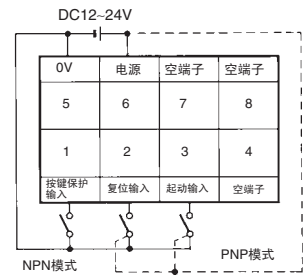 DC12~24V
0V 电源 空端子 空端子
5 6 7 8
1 2 3 4
按键保护输入 复位输入 起动输入 空端子
NPN模式 PNP模式